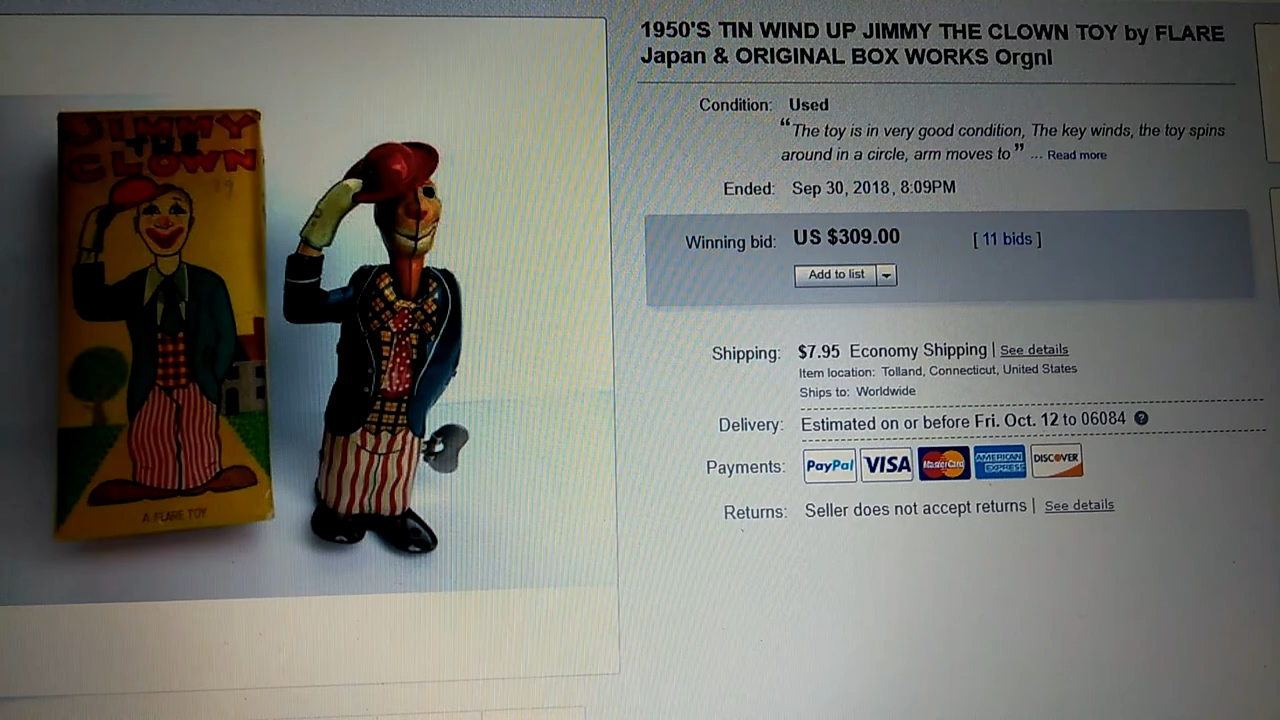 JIMMY
THE
CLOWN
A FLARE TOY
1950'S TIN WIND UP JIMMY THE CLOWN TOY by FLARE
Japan & ORIGINAL BOX WORKS Orgnl
Condition: Used
“The toy is in very good condition, The key winds, the toy spins
around in a circle, arm moves to” ... Read more
Ended: Sep 30, 2018, 8:09PM
Winning bid: US $309.00 [ 11 bids ]
Add to list
Shipping: $7.95 Economy Shipping | See details
Item location: Tolland, Connecticut, United States
Ships to: Worldwide
Delivery: Estimated on or before Fri. Oct. 12 to 06084 ?
Payments: PayPal VISA MasterCard AMERICAN EXPRESS DISCOVER
Returns: Seller does not accept returns | See details